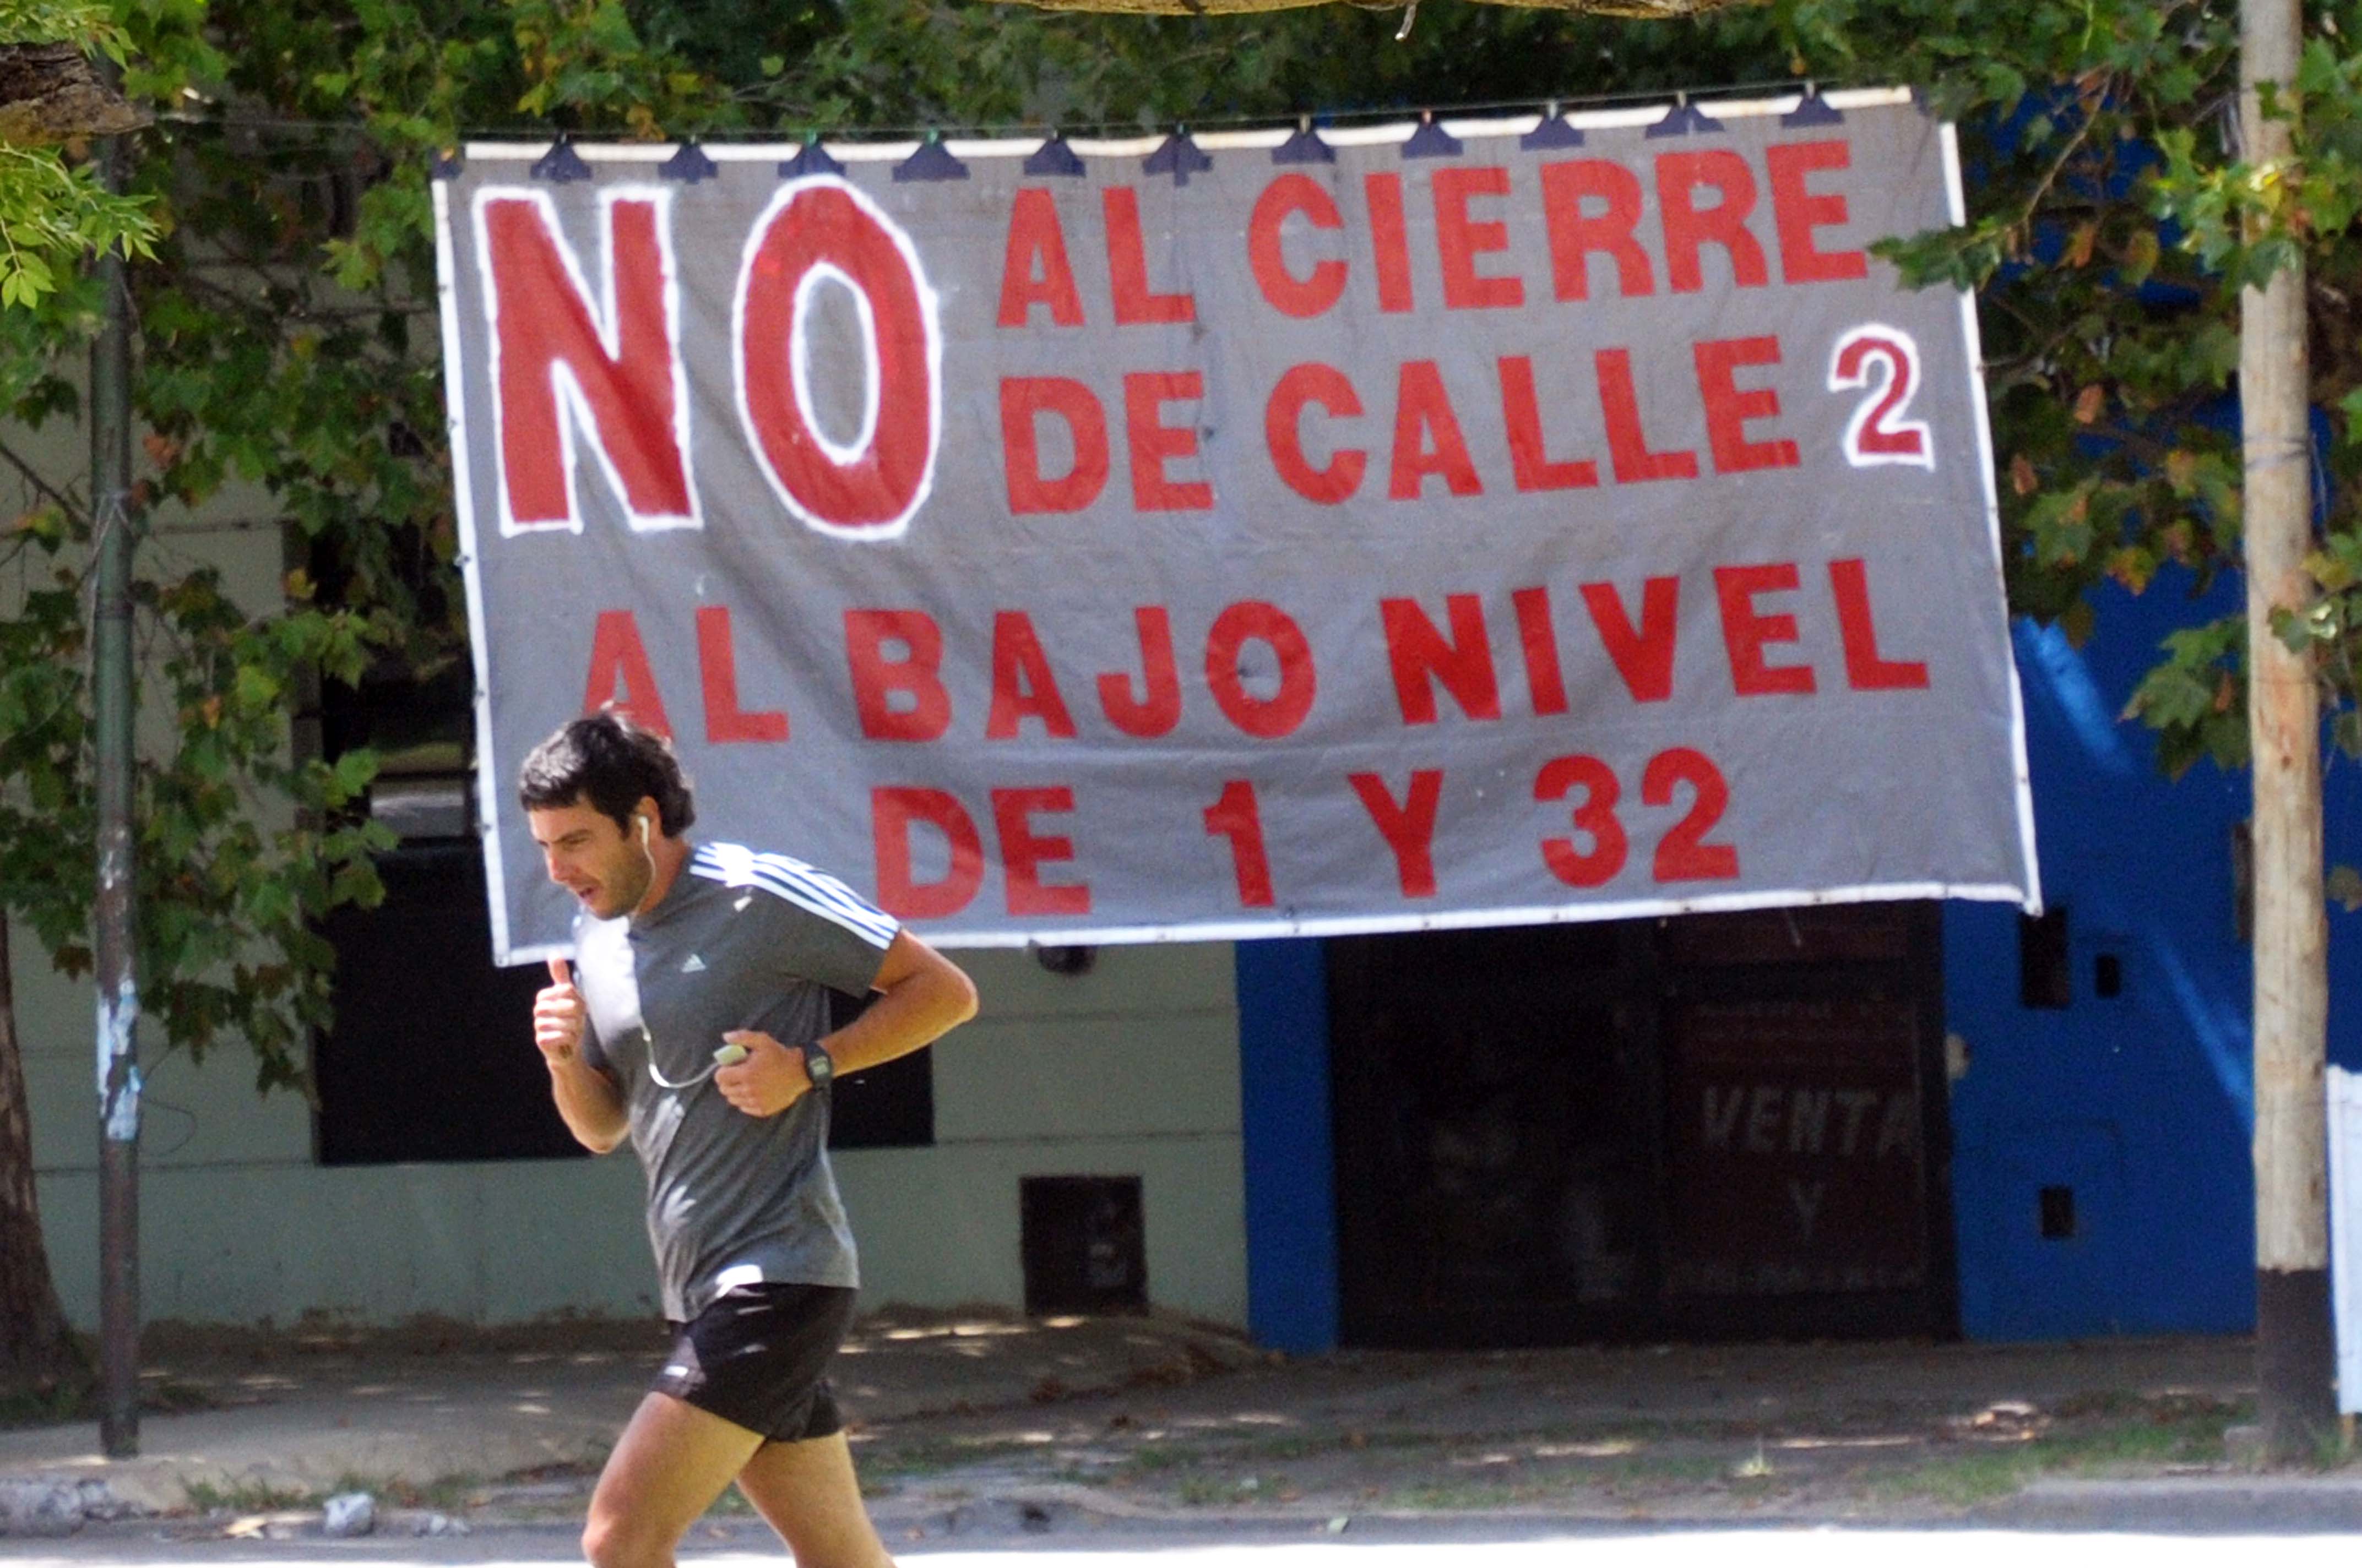 NO AL CIERRE
DE CALLE 2
AL BAJO NIVEL
DE 1 Y 32
VENTA
Y